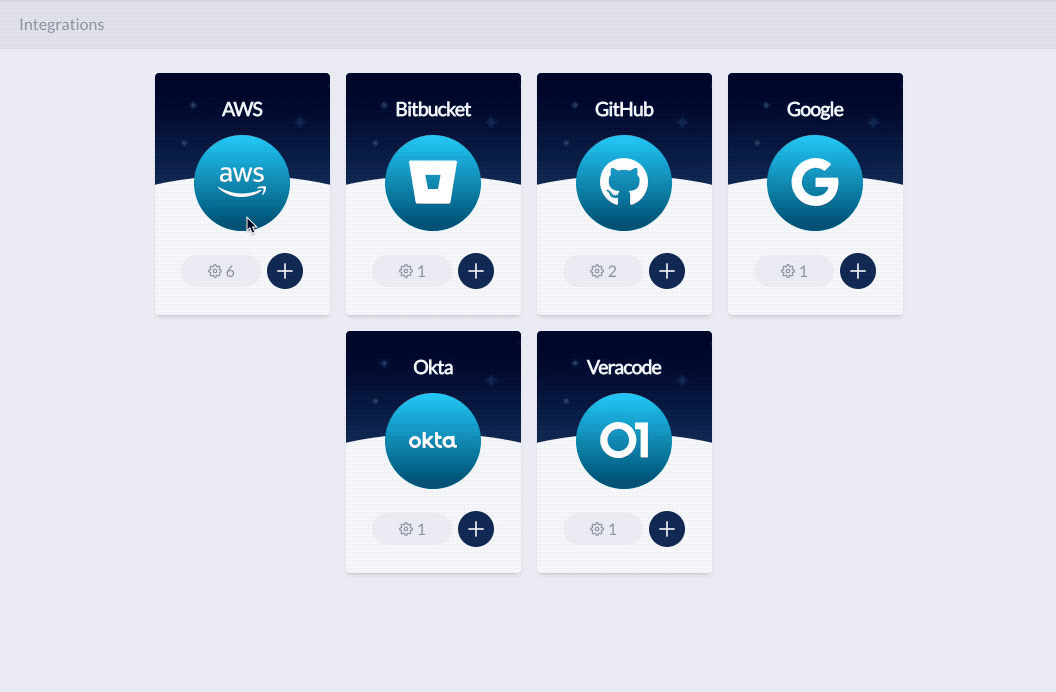 Integrations
AWS
Bitbucket
GitHub
Google
aws
G
6
1
2
1
Okta
Veracode
okta
01
1
1